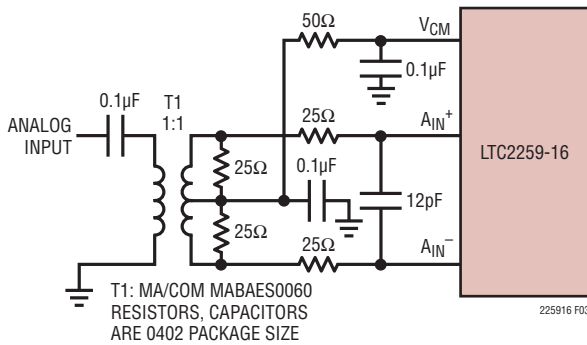 50Ω
VCM
0.1µF
0.1µF
T1
1:1
25Ω
AIN+
ANALOG
INPUT
LTC2259-16
25Ω
0.1µF
12pF
25Ω
25Ω
AIN–
T1: MA/COM MABAES0060
RESISTORS, CAPACITORS
ARE 0402 PACKAGE SIZE
225916 F03